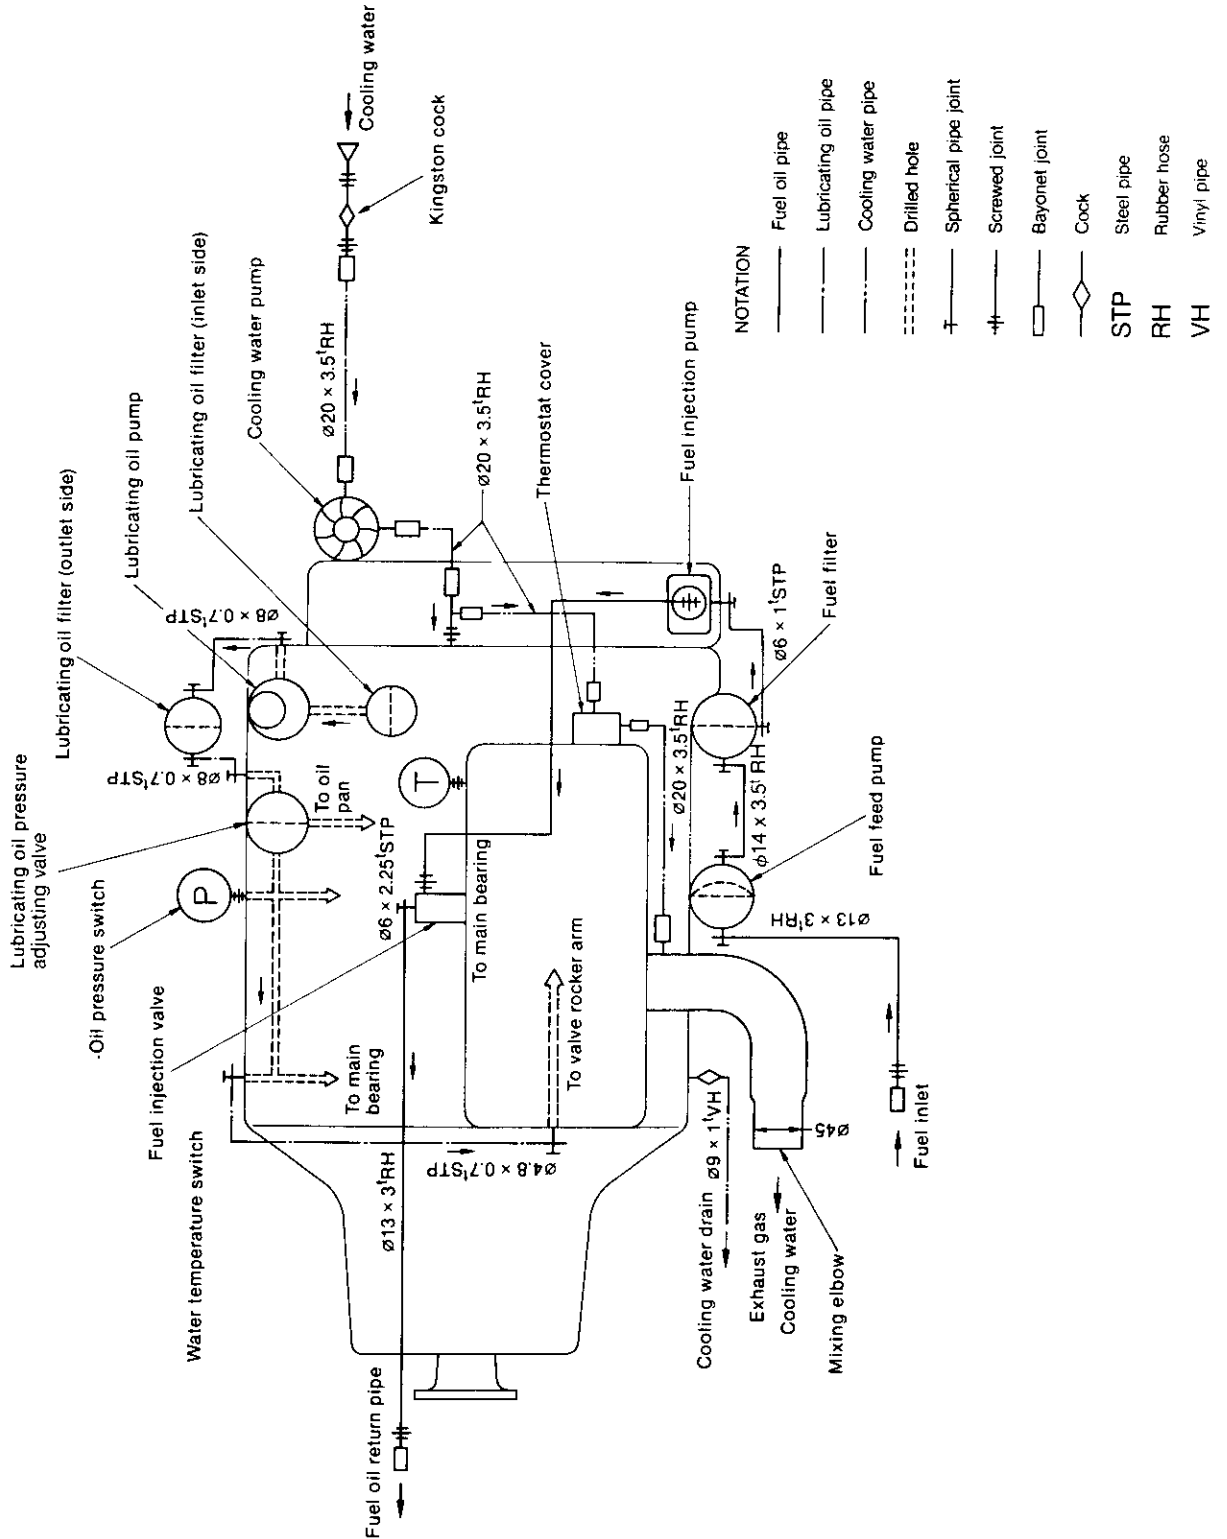 Fuel oil return pipe
Water temperature switch
Fuel injection valve
-Oil pressure switch
Lubricating oil pressure
adjusting valve
Lubricating oil filter (outlet side)
Lubricating oil pump
Lubricating oil filter (inlet side)
Cooling water pump
Ø20 × 3.5ᵗRH
Cooling water
Kingston cock
Ø20 × 3.5ᵗRH
Thermostat cover
Fuel injection pump
Fuel filter
Fuel feed pump
Ø8 × 0.7ᵗSTP
Ø8 × 0.7ᵗSTP
To oil
pan
P
T
To main
bearing
Ø6 × 2.25ᵗSTP
To main bearing
To valve rocker arm
Ø13 × 3ᵗRH
Ø4.8 × 0.7ᵗSTP
Ø20 × 3.5ᵗRH
Ø6 × 1ᵗSTP
ϕ14 x 3.5ᵗ RH
Ø13 × 3ᵗRH
Fuel inlet
Ø45
Ø9 × 1ᵗVH
Cooling water drain
Exhaust gas
Cooling water
Mixing elbow
NOTATION
Fuel oil pipe
Lubricating oil pipe
Cooling water pipe
Drilled hole
Spherical pipe joint
Screwed joint
Bayonet joint
Cock
STP Steel pipe
RH Rubber hose
VH Vinyl pipe